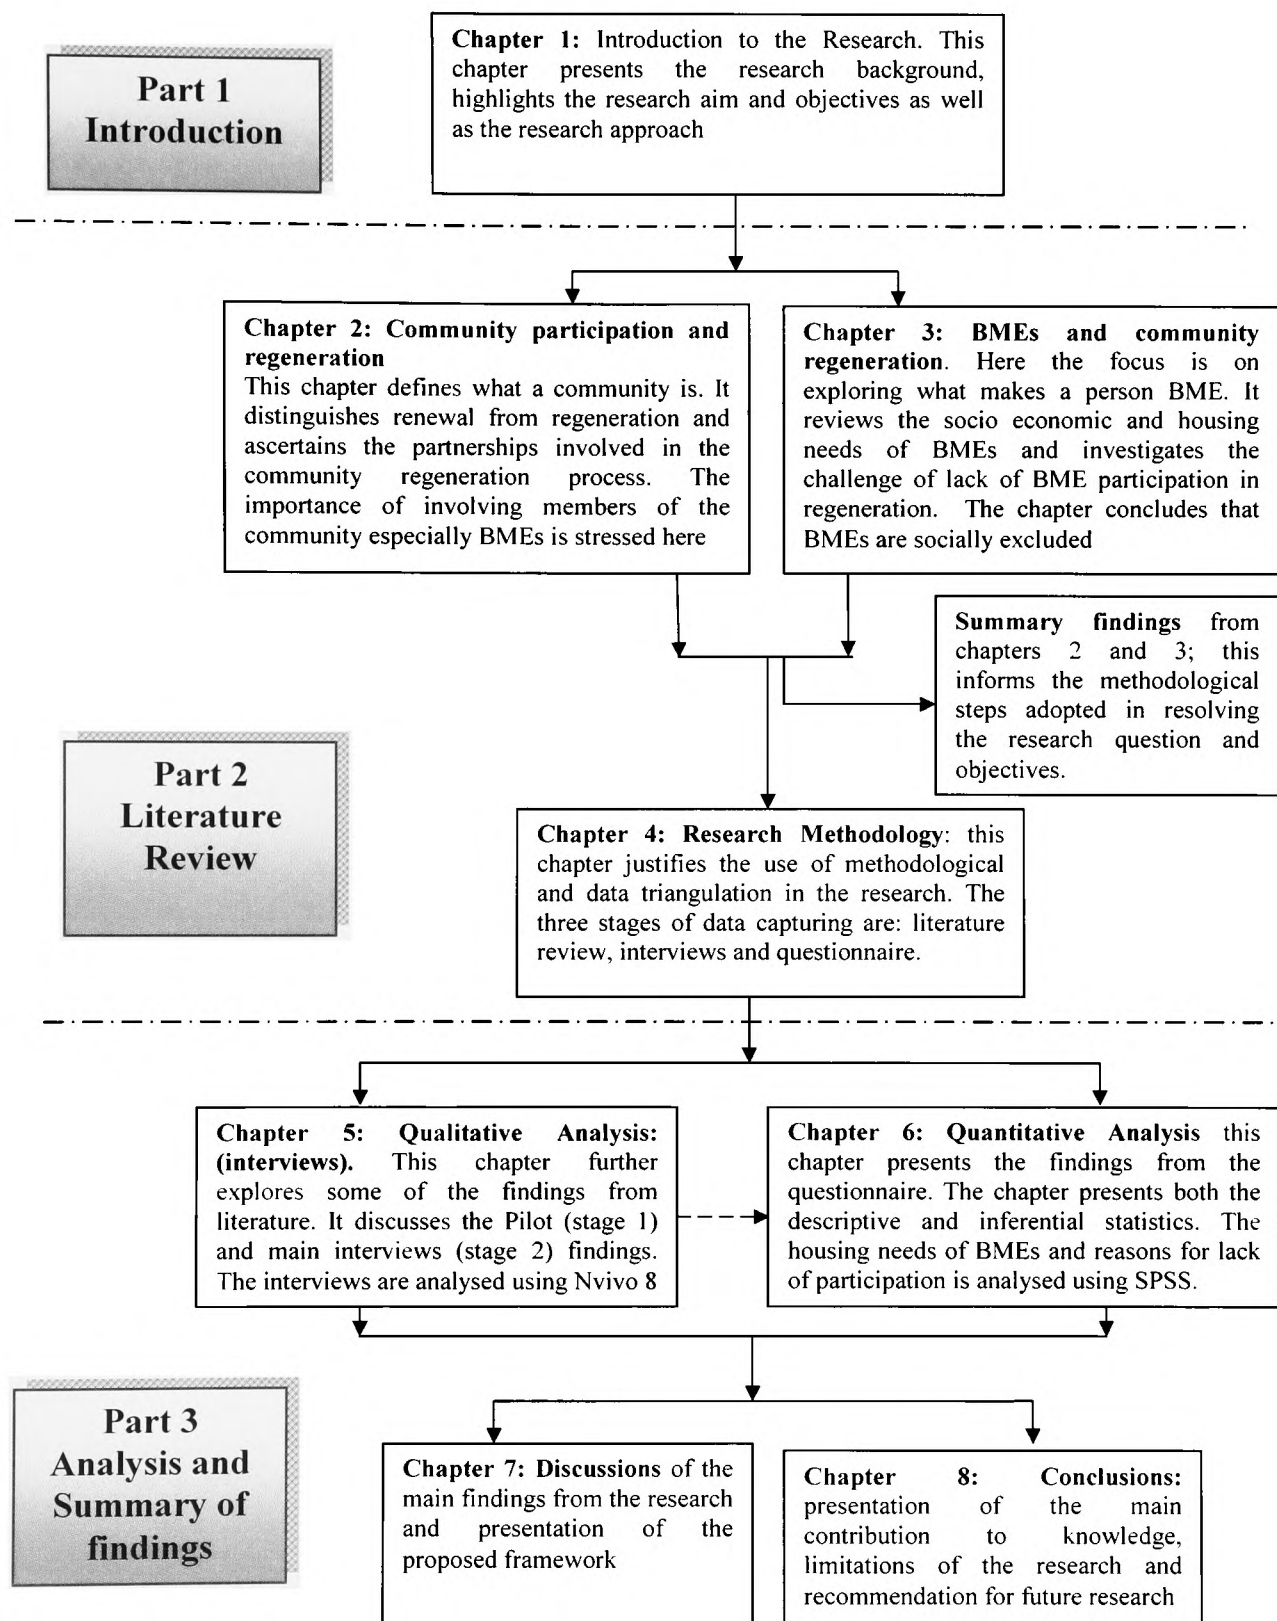 Part 1
Introduction
Chapter 1: Introduction to the Research. This
chapter presents the research background,
highlights the research aim and objectives as well
as the research approach
Chapter 2: Community participation and
regeneration
This chapter defines what a community is. It
distinguishes renewal from regeneration and
ascertains the partnerships involved in the
community regeneration process. The
importance of involving members of the
community especially BMEs is stressed here
Chapter 3: BMEs and community
regeneration. Here the focus is on
exploring what makes a person BME. It
reviews the socio economic and housing
needs of BMEs and investigates the
challenge of lack of BME participation in
regeneration. The chapter concludes that
BMEs are socially excluded
Summary findings from
chapters 2 and 3; this
informs the methodological
steps adopted in resolving
the research question and
objectives.
Part 2
Literature
Review
Chapter 4: Research Methodology: this
chapter justifies the use of methodological
and data triangulation in the research. The
three stages of data capturing are: literature
review, interviews and questionnaire.
Chapter 5: Qualitative Analysis:
(interviews). This chapter further
explores some of the findings from
literature. It discusses the Pilot (stage 1)
and main interviews (stage 2) findings.
The interviews are analysed using Nvivo 8
Chapter 6: Quantitative Analysis this
chapter presents the findings from the
questionnaire. The chapter presents both the
descriptive and inferential statistics. The
housing needs of BMEs and reasons for lack
of participation is analysed using SPSS.
Part 3
Analysis and
Summary of
findings
Chapter 7: Discussions of the
main findings from the research
and presentation of the
proposed framework
Chapter 8: Conclusions:
presentation of the main
contribution to knowledge,
limitations of the research and
recommendation for future research